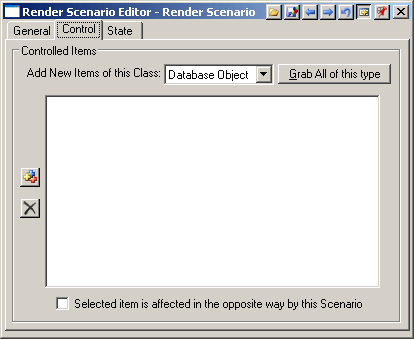 Render Scenario Editor - Render Scenario
General Control State
Controlled Items
Add New Items of this Class: Database Object Grab All of this type
Selected item is affected in the opposite way by this Scenario